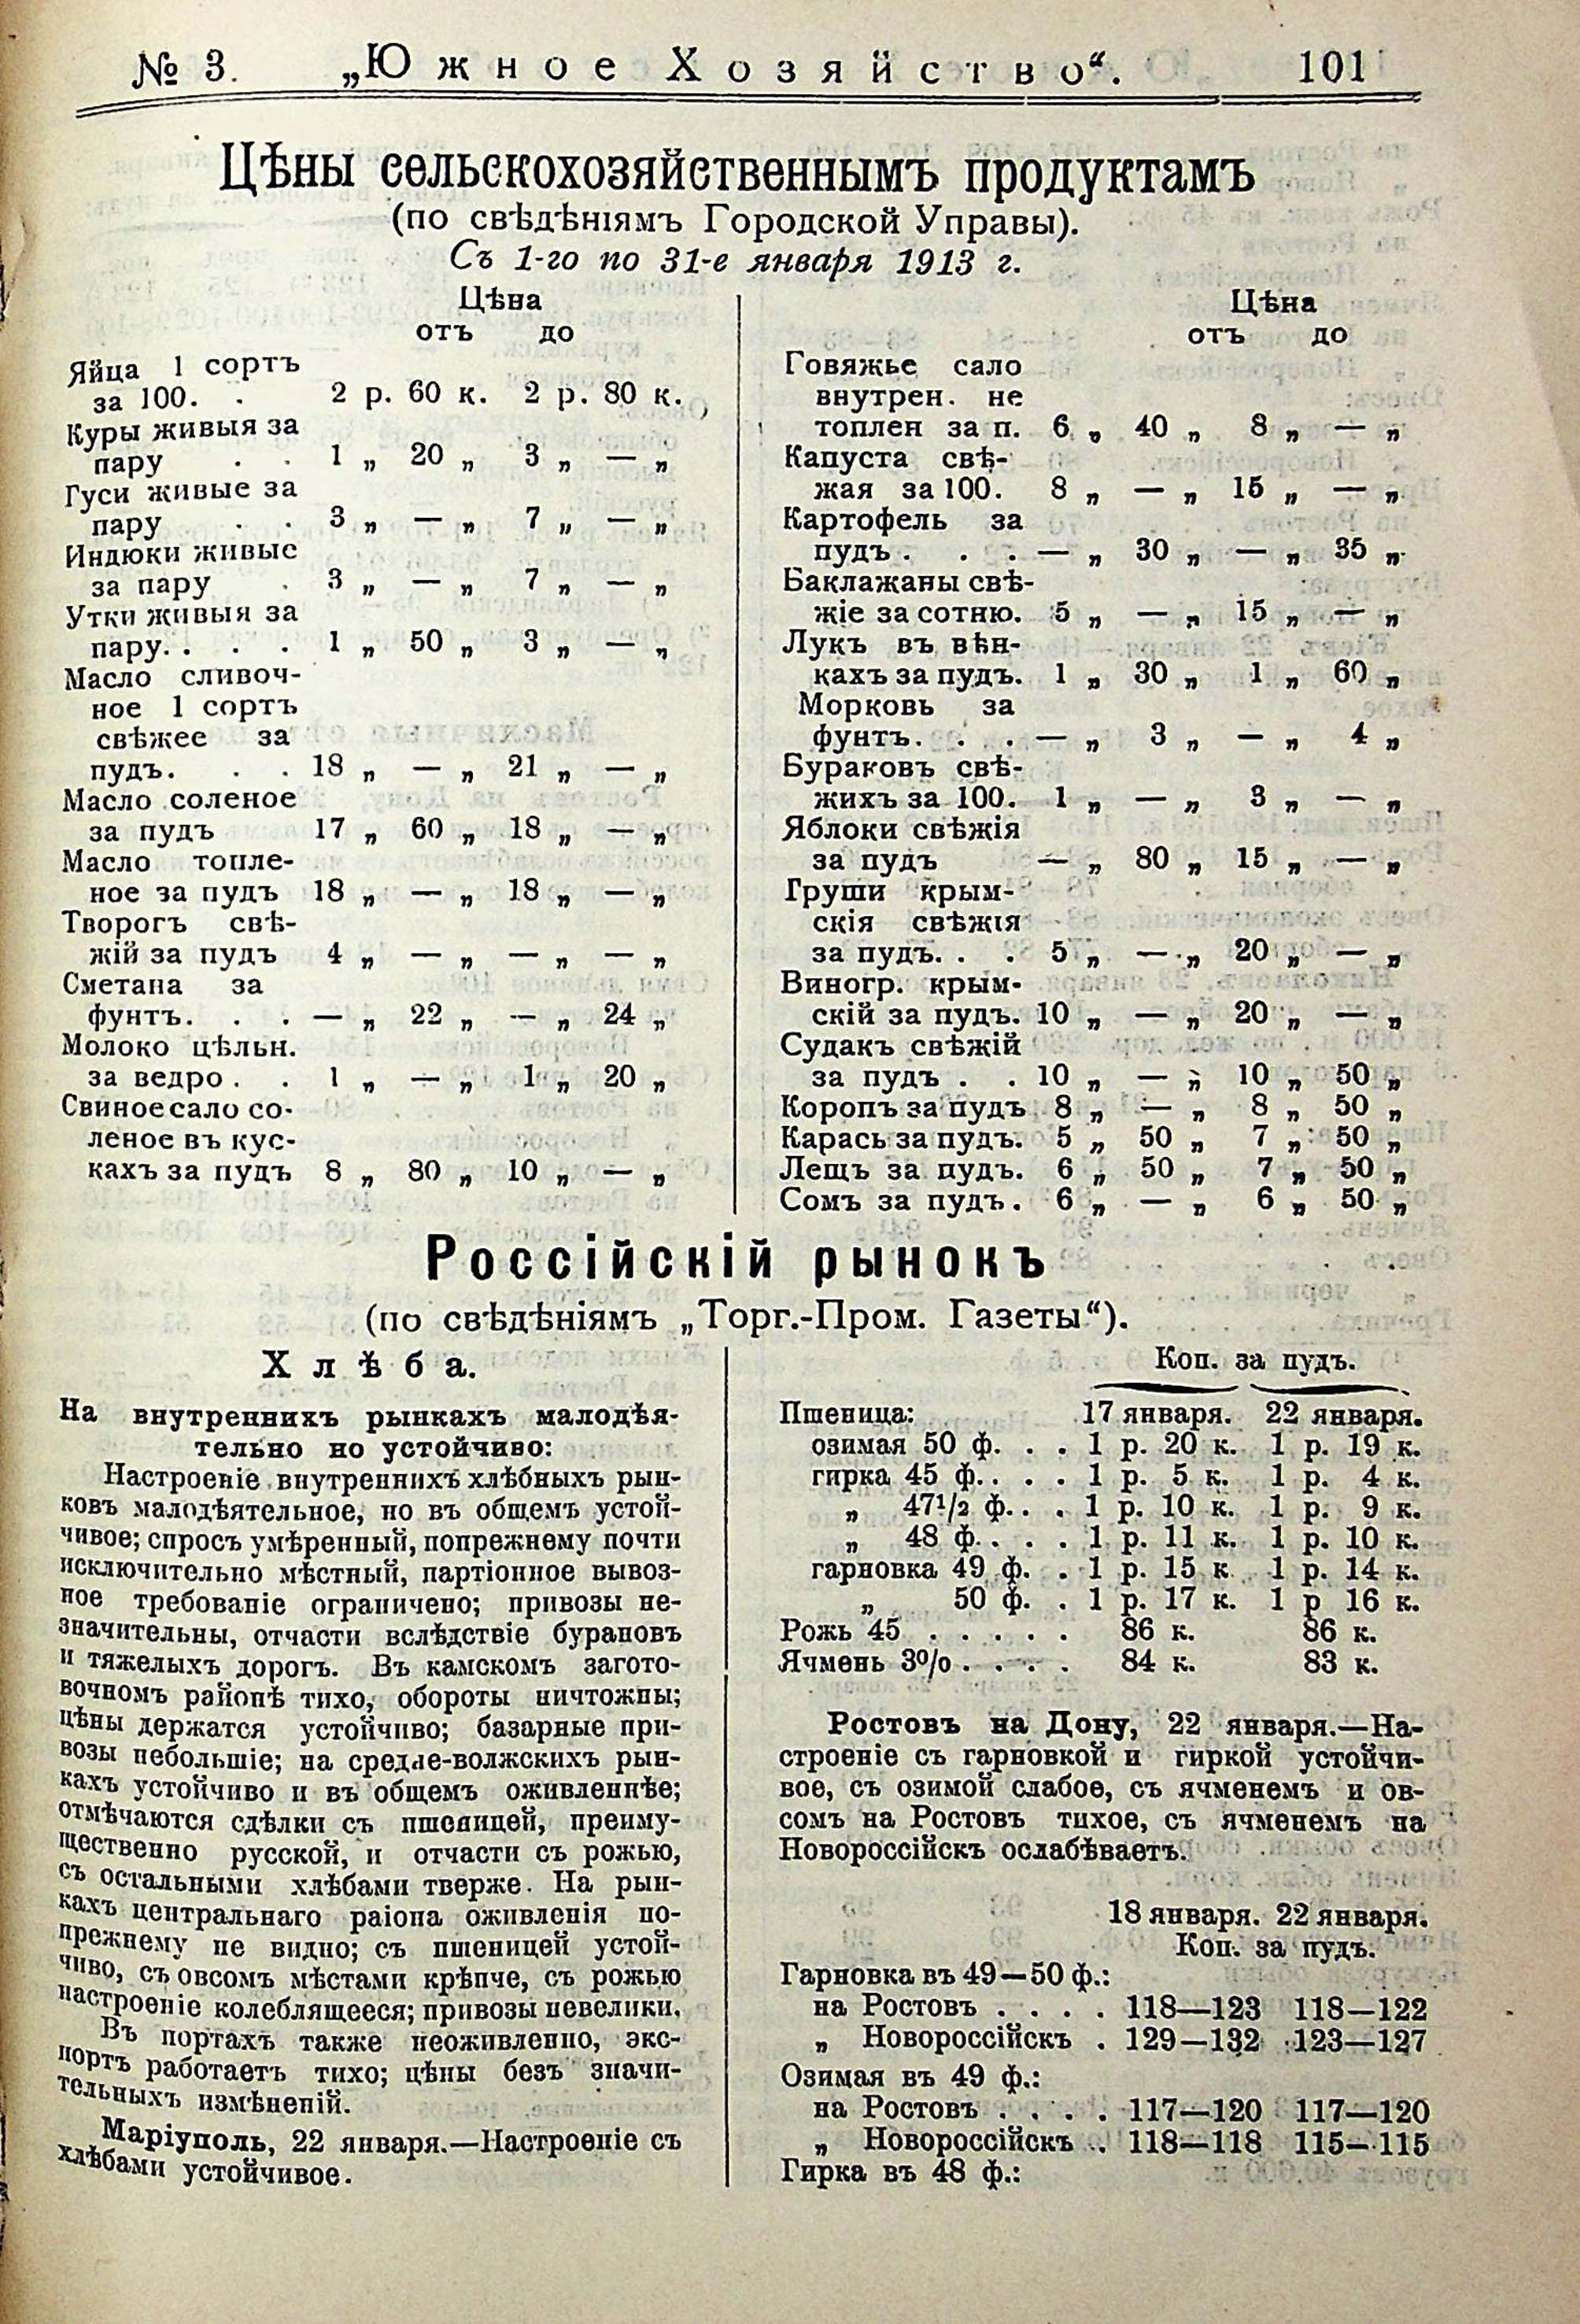 № 3. „Южное Хозяйство“. 101
Цѣны сельскохозяйственнымъ продуктамъ
(по свѣдѣніямъ Городской Управы).
Съ 1-го по 31-е января 1913 г.
Цѣна
отъ до
Яйца 1 сортъ
за 100. . 2 р. 60 к. 2 р. 80 к.
Куры живыя за
пару . . 1 „ 20 „ 3 „ — „
Гуси живые за
пару . . 3 „ — „ 7 „ — „
Индюки живые
за пару . 3 „ — „ 7 „ — „
Утки живыя за
пару. . . . 1 „ 50 „ 3 „ — „
Масло сливоч-
ное 1 сортъ
свѣжее за
пудъ. . . 18 „ — „ 21 „ — „
Масло соленое
за пудъ 17 „ 60 „ 18 „ — „
Масло топле-
ное за пудъ 18 „ — „ 18 „ — „
Творогъ свѣ-
жій за пудъ 4 „ — „ — „ — „
Сметана за
фунтъ. . . — „ 22 „ — „ 24 „
Молоко цѣльн.
за ведро . . 1 „ — „ 1 „ 20 „
Свиное сало со-
леное въ кус-
кахъ за пудъ 8 „ 80 „ 10 „ — „
Цѣна
отъ до
Говяжье сало
внутрен. не
топлен за п. 6 „ 40 „ 8 „ — „
Капуста свѣ-
жая за 100. 8 „ — „ 15 „ — „
Картофель за
пудъ . . . — „ 30 „ — „ 35 „
Баклажаны свѣ-
жіе за сотню. 5 „ — „ 15 „ — „
Лукъ въ вѣн-
кахъ за пудъ. 1 „ 30 „ 1 „ 60 „
Морковь за
фунтъ. . . — „ 3 „ — „ 4 „
Бураковъ свѣ-
жихъ за 100. 1 „ — „ 3 „ — „
Яблоки свѣжія
за пудъ — „ 80 „ 15 „ — „
Груши крым-
скія свѣжія
за пудъ. . . 5 „ — „ 20 „ — „
Виногр. крым-
скій за пудъ. 10 „ — „ 20 „ — „
Судакъ свѣжій
за пудъ . . 10 „ — „ 10 „ 50 „
Коропъ за пудъ 8 „ — „ 8 „ 50 „
Карась за пудъ. 5 „ 50 „ 7 „ 50 „
Лещъ за пудъ. 6 „ 50 „ 7 „ 50 „
Сомъ за пудъ. 6 „ — „ 6 „ 50 „
Россійскій рынокъ
(по свѣдѣніямъ „Торг.-Пром. Газеты“).
Хлѣба.
На внутреннихъ рынкахъ малодѣя-
тельно но устойчиво:
Настроеніе внутреннихъ хлѣбныхъ рын-
ковъ малодѣятельное, но въ общемъ устой-
чивое; спросъ умѣренный, попрежнему почти
исключительно мѣстный, партіонное вывоз-
ное требованіе ограничено; привозы не-
значительны, отчасти вслѣдствіе бурановъ
и тяжелыхъ дорогъ. Въ камскомъ загото-
вочномъ районѣ тихо, обороты ничтожны;
цѣны держатся устойчиво; базарные при-
возы небольшіе; на средне-волжскихъ рын-
кахъ устойчиво и въ общемъ оживленнѣе;
отмѣчаются сдѣлки съ пшеницей, преиму-
щественно русской, и отчасти съ рожью,
съ остальными хлѣбами тверже. На рын-
кахъ центральнаго раіона оживленія по-
прежнему не видно; съ пшеницей устой-
чиво, съ овсомъ мѣстами крѣпче, съ рожью
настроеніе колеблящееся; привозы невелики.
Въ портахъ также неоживленно, экс-
портъ работаетъ тихо; цѣны безъ значи-
тельныхъ измѣненій.
Маріуполь, 22 января.—Настроеніе съ
хлѣбами устойчивое.
Коп. за пудъ.
Пшеница: 17 января. 22 января.
озимая 50 ф. . . 1 р. 20 к. 1 р. 19 к.
гирка 45 ф. . . . 1 р. 5 к. 1 р. 4 к.
„ 47½ ф. . . 1 р. 10 к. 1 р. 9 к.
„ 48 ф. . . . 1 р. 11 к. 1 р. 10 к.
гарновка 49 ф. . 1 р. 15 к 1 р. 14 к.
„ 50 ф. . 1 р. 17 к. 1 р 16 к.
Рожь 45 . . . . . 86 к. 86 к.
Ячмень 3% . . . . 84 к. 83 к.
Ростовъ на Дону, 22 января.—На-
строеніе съ гарновкой и гиркой устойчи-
вое, съ озимой слабое, съ ячменемъ и ов-
сомъ на Ростовъ тихое, съ ячменемъ на
Новороссійскъ ослабѣваетъ.
18 января. 22 января.
Коп. за пудъ.
Гарновка въ 49—50 ф.:
на Ростовъ . . . . 118—123 118—122
„ Новороссійскъ . 129—132 123—127
Озимая въ 49 ф.:
на Ростовъ . . . . 117—120 117—120
„ Новороссійскъ . . 118—118 115—115
Гирка въ 48 ф.: